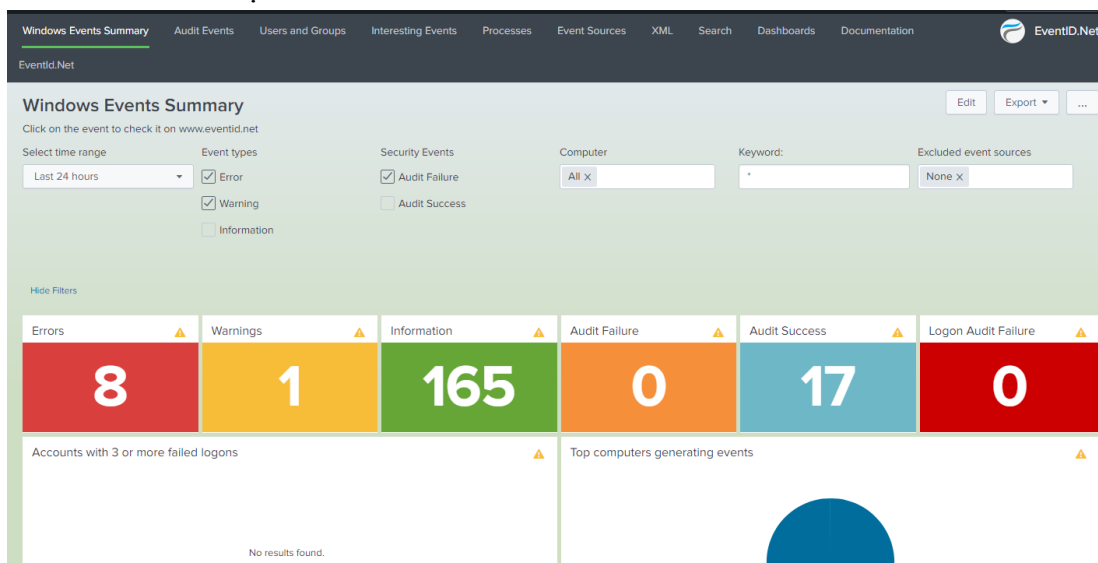 Windows Events Summary Audit Events Users and Groups Interesting Events Processes Event Sources XML Search Dashboards Documentation EventID.Net
EventId.Net
Windows Events Summary Edit Export ...
Click on the event to check it on www.eventid.net
Select time range Event types Security Events Computer Keyword: Excluded event sources
Last 24 hours Error Audit Failure All x * None x
Warning Audit Success
Information
Hide Filters
Errors Warnings Information Audit Failure Audit Success Logon Audit Failure
8 1 165 0 17 0
Accounts with 3 or more failed logons Top computers generating events
No results found.